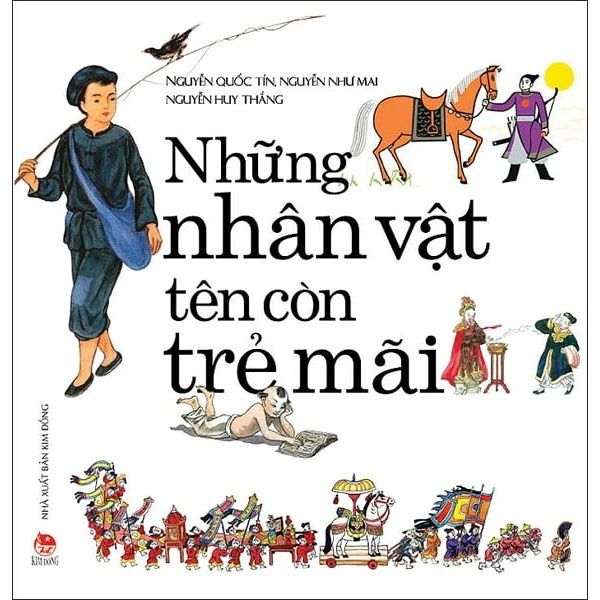 NGUYỄN QUỐC TÍN, NGUYỄN NHƯ MAI
NGUYỄN HUY THẮNG
Những
nhân vật
tên còn
trẻ mãi
NHÀ XUẤT BẢN KIM ĐỒNG
KIM ĐỒNG